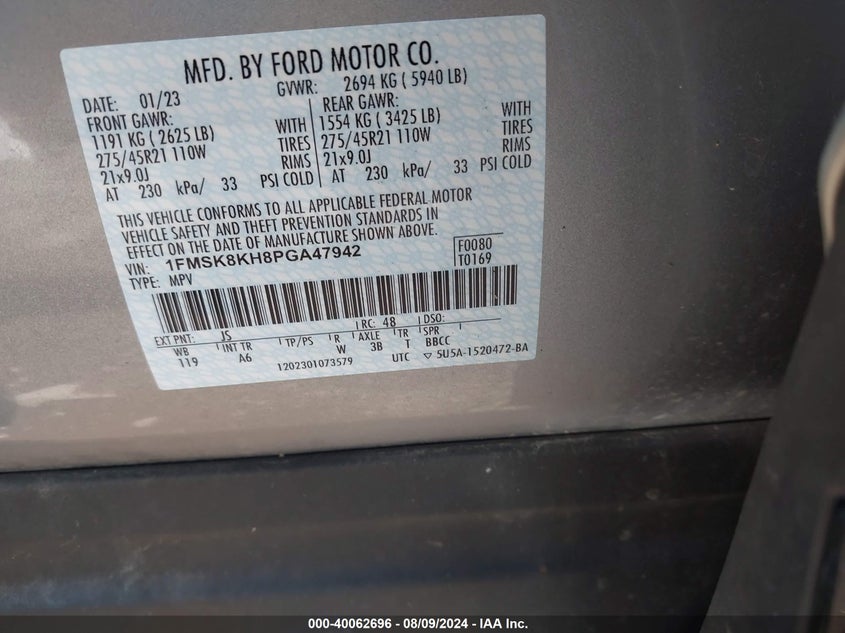 MFD. BY FORD MOTOR CO.
DATE: 01/23 GVWR: 2694 KG ( 5940 LB)
FRONT GAWR: REAR GAWR:
1191 KG ( 2625 LB) WITH 1554 KG ( 3425 LB) WITH
275/45R21 110W TIRES 275/45R21 110W TIRES
21x9.0J RIMS 21x9.0J RIMS
AT 230 kPa/ 33 PSI COLD AT 230 kPa/ 33 PSI COLD
THIS VEHICLE CONFORMS TO ALL APPLICABLE FEDERAL MOTOR
VEHICLE SAFETY AND THEFT PREVENTION STANDARDS IN
EFFECT ON THE DATE OF MANUFACTURE SHOWN ABOVE.
VIN: 1FMSK8KH8PGA47942 F0080
TYPE: MPV T0169
EXT PNT: JS RC: 48 DSO:
WB INT TR TP/PS R AXLE TR SPR
119 A6 W 3B T BBCC
1202301073579 UTC ▽ 5U5A-1520472-BA
000-40062696 - 08/09/2024 - IAA Inc.